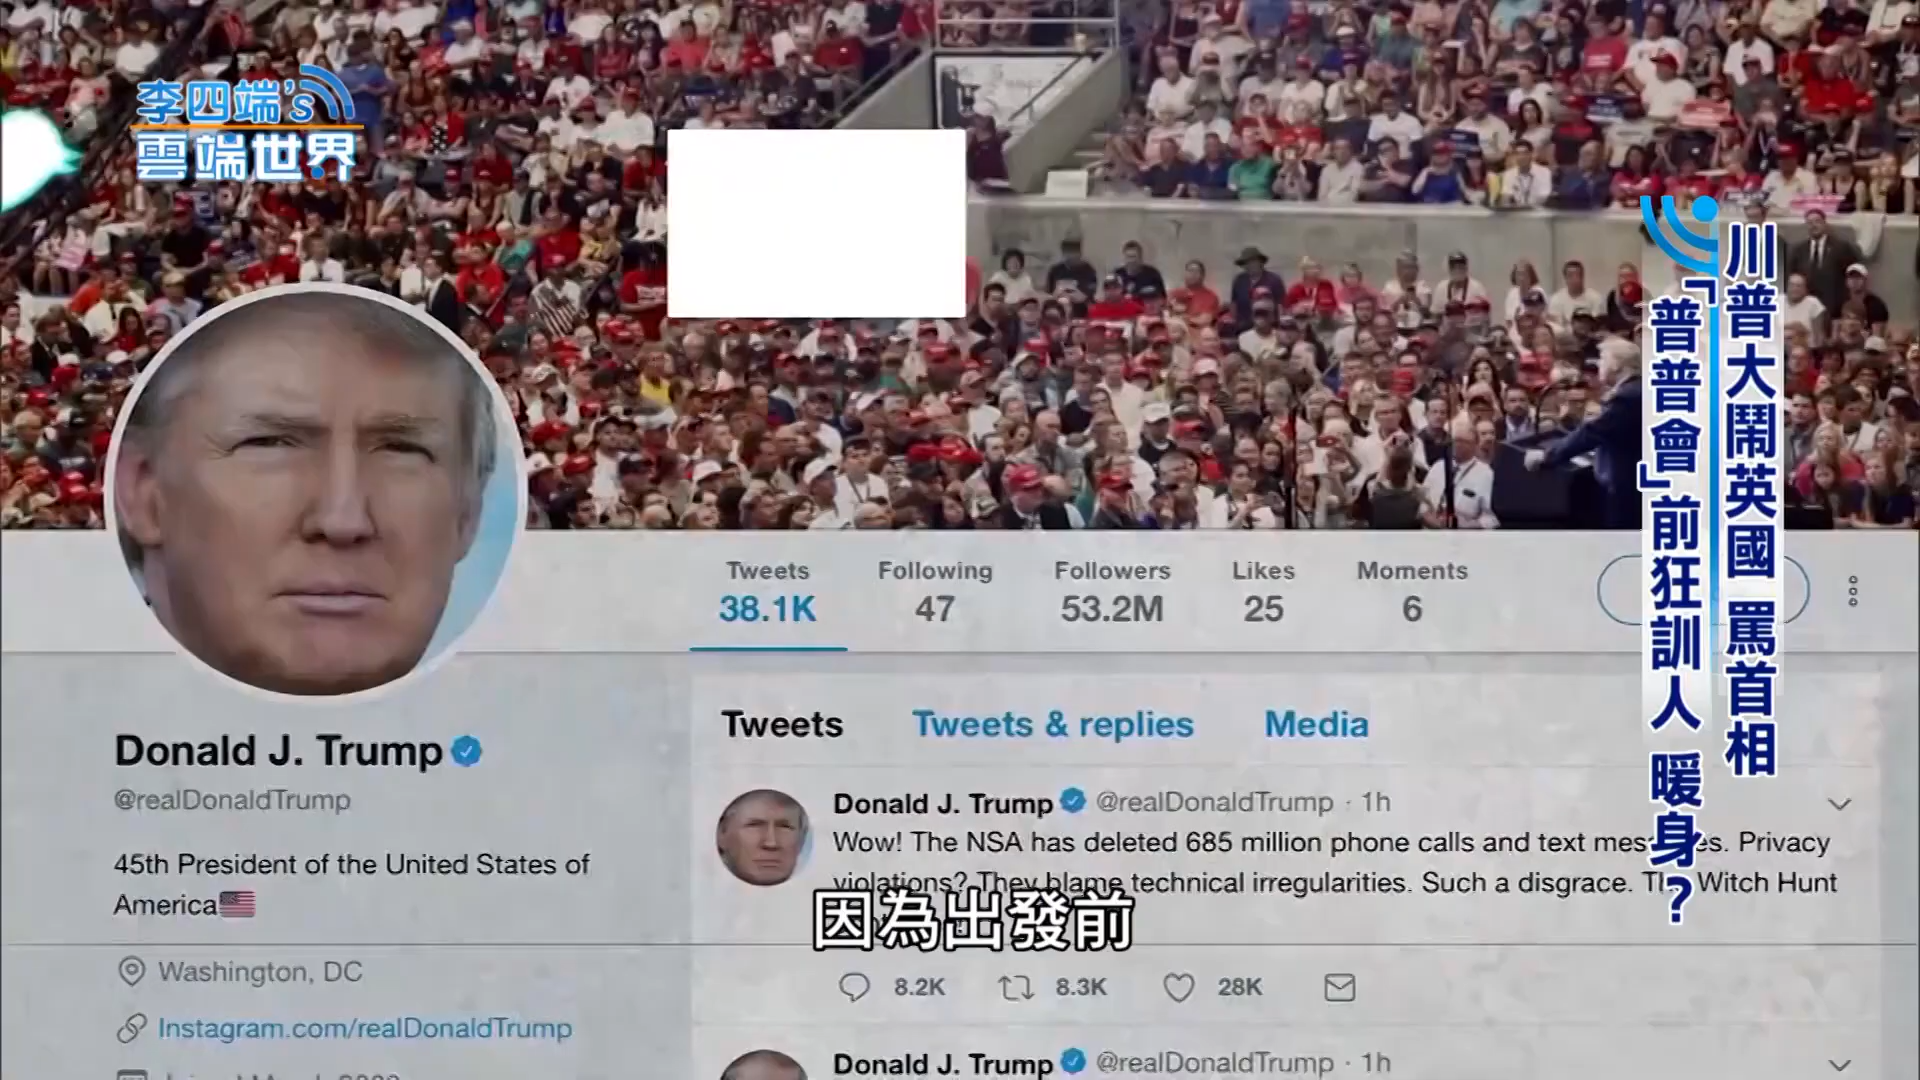 李四端's
雲端世界
川普大鬧英國 罵首相
「普普會」前狂訓人 暖身?
Tweets
38.1K
Following
47
Followers
53.2M
Likes
25
Moments
6
Donald J. Trump
@realDonaldTrump
45th President of the United States of
America
Washington, DC
Instagram.com/realDonaldTrump
Tweets
Tweets & replies
Media
Donald J. Trump @realDonaldTrump · 1h
Wow! The NSA has deleted 685 million phone calls and text Privacy
violations? They blame technical irregularities. Such a disgrace. Witch Hunt
因為出發前
8.2K
8.3K
28K
Donald J. Trump @realDonaldTrump · 1h